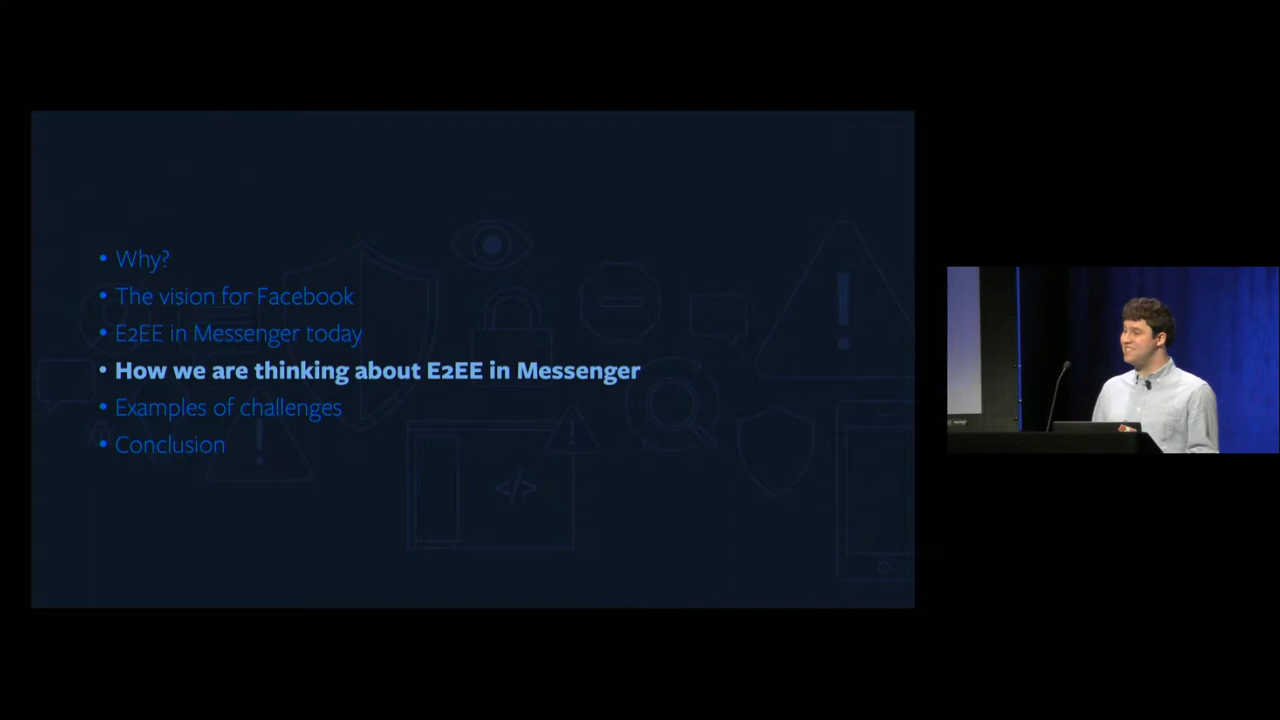 • Why?
• The vision for Facebook
• E2EE in Messenger today
• How we are thinking about E2EE in Messenger
• Examples of challenges
• Conclusion
</>